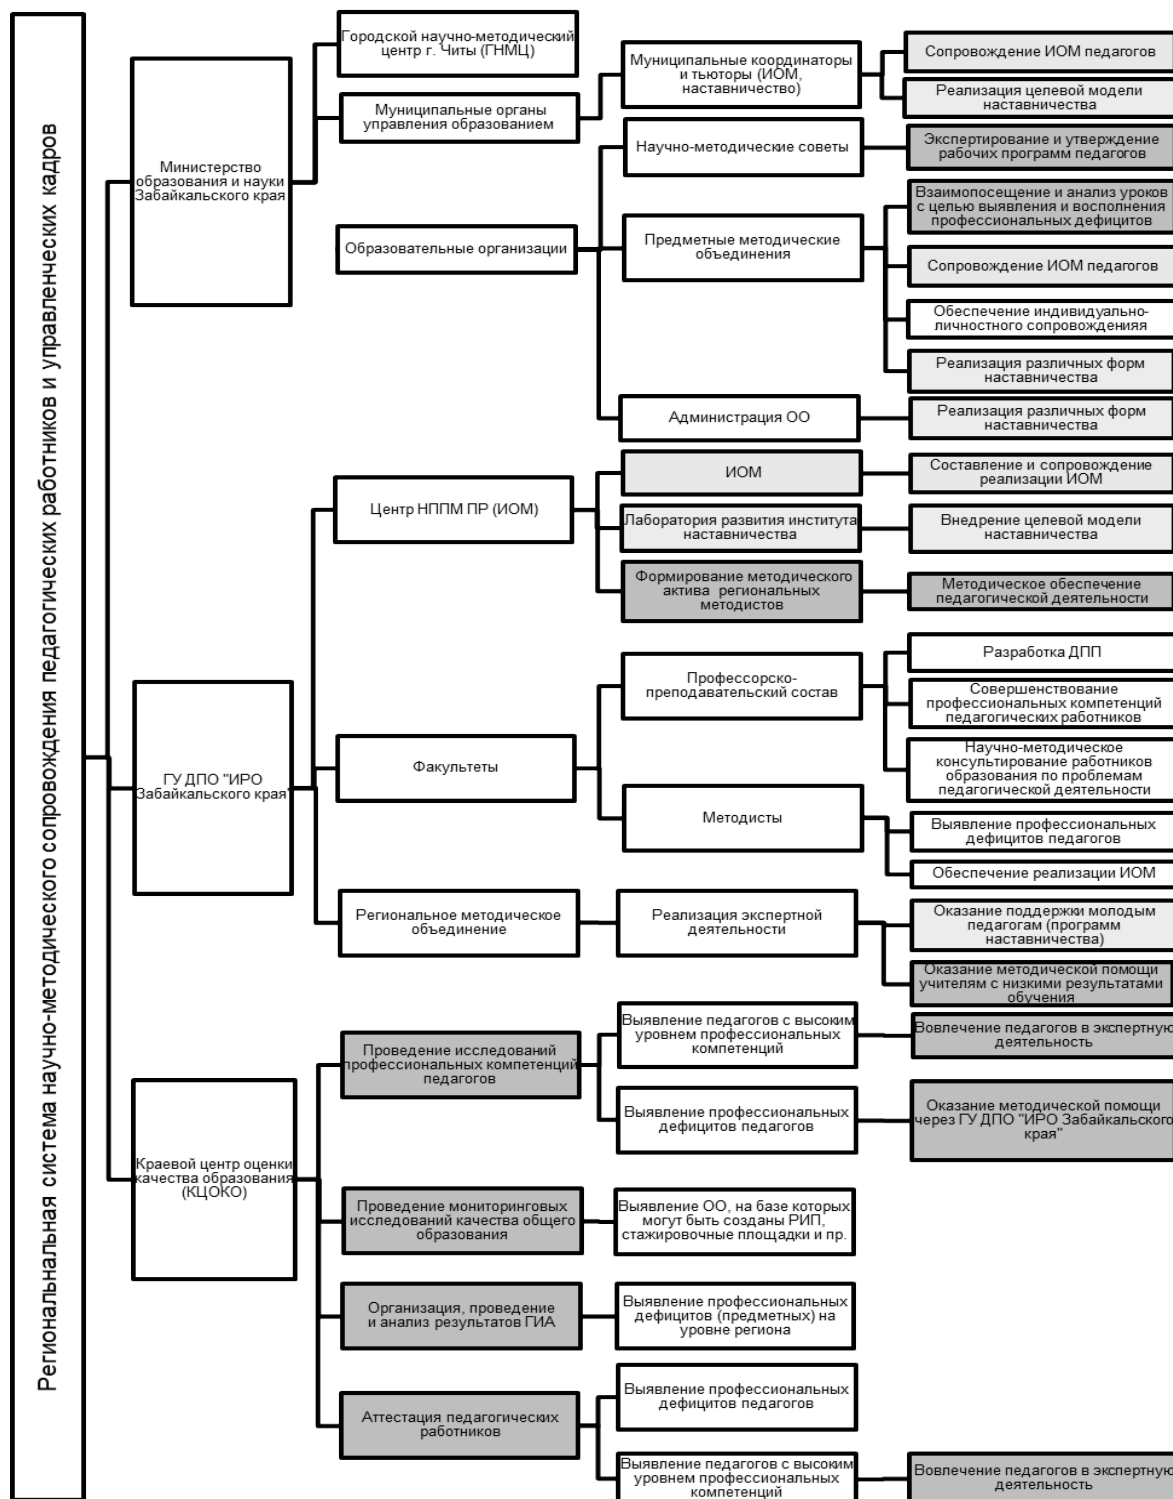 Региональнальная система научно-методического сопровождения педагогических работников и управленческих кадров
Министерство
образования и науки
Забайкальского края
Городской научно-методический
центр г. Читы (ГНМЦ)
Муниципальные органы
управления образованием
Муниципальные координаторы
и тьюторы (ИОМ,
наставничество)
Сопровождение ИОМ педагогов
Реализация целевой модели
наставничества
Образовательные организации
Научно-методические советы
Экспертирование и утверждение
рабочих программ педагогов
Предметные методические
объединения
Взаимопосещение и анализ уроков
с целью выявления и восполнения
профессиональных дефицитов
Сопровождение ИОМ педагогов
Обеспечение индивидуально-
личностного сопровожденияя
Реализация различных форм
наставничества
Администрация ОО
Реализация различных форм
наставничества
ГУ ДПО "ИРО
Забайкальского края"
Центр НППМ ПР (ИОМ)
ИОМ
Составление и сопровождение
реализации ИОМ
Лаборатория развития института
наставничества
Внедрение целевой модели
наставничества
Формирование методического
актива региональных
методистов
Методическое обеспечение
педагогической деятельности
Факультеты
Профессорско-
преподавательский состав
Разработка ДПП
Совершенствование
профессиональных компетенций
педагогических работников
Научно-методическое
консультирование работников
образования по проблемам
педагогической деятельности
Методисты
Выявление профессиональных
дефицитов педагогов
Обеспечение реализации ИОМ
Региональное методическое
объединение
Реализация экспертной
деятельности
Оказание поддержки молодым
педагогам (программ
наставничества)
Оказание методической помощи
учителям с низкими результатами
обучения
Краевой центр оценки
качества образования
(КЦОКО)
Проведение исследований
профессиональных компетенций
педагогов
Выявление педагогов с высоким
уровнем профессиональных
компетенций
Вовлечение педагогов в экспертную
деятельность
Выявление профессиональных
дефицитов педагогов
Оказание методической помощи
через ГУ ДПО "ИРО Забайкальского
края"
Проведение мониторинговых
исследований качества общего
образования
Выявление ОО, на базе которых
могут быть созданы РИП,
стажировочные площадки и пр.
Организация, проведение
и анализ результатов ГИА
Выявление профессиональных
дефицитов (предметных) на
уровне региона
Аттестация педагогических
работников
Выявление профессиональных
дефицитов педагогов
Выявление педагогов с высоким
уровнем профессиональных
компетенций
Вовлечение педагогов в экспертную
деятельность